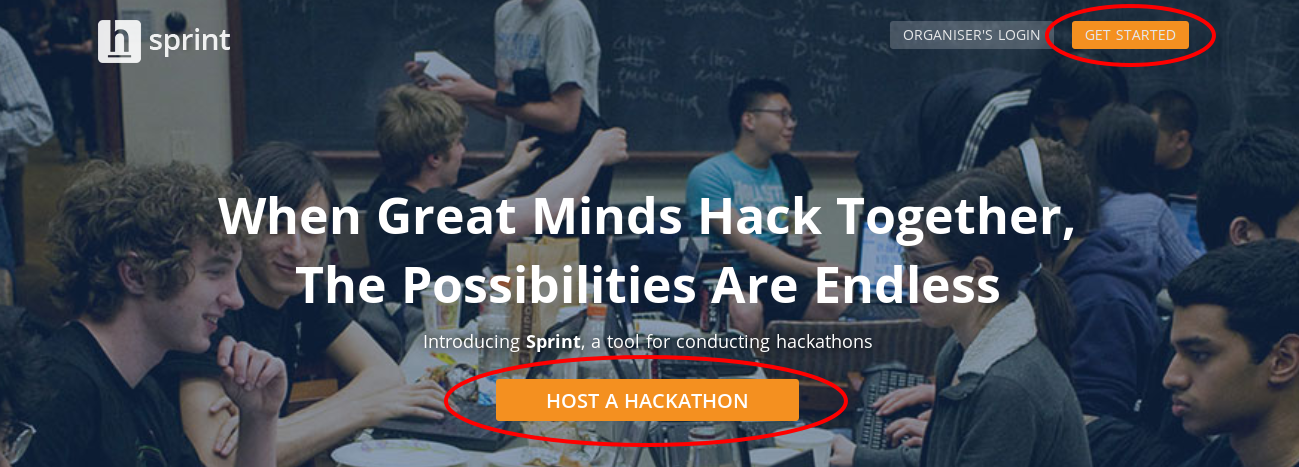 h sprint
ORGANISER'S LOGIN
GET STARTED
When Great Minds Hack Together,
The Possibilities Are Endless
Introducing Sprint, a tool for conducting hackathons
HOST A HACKATHON